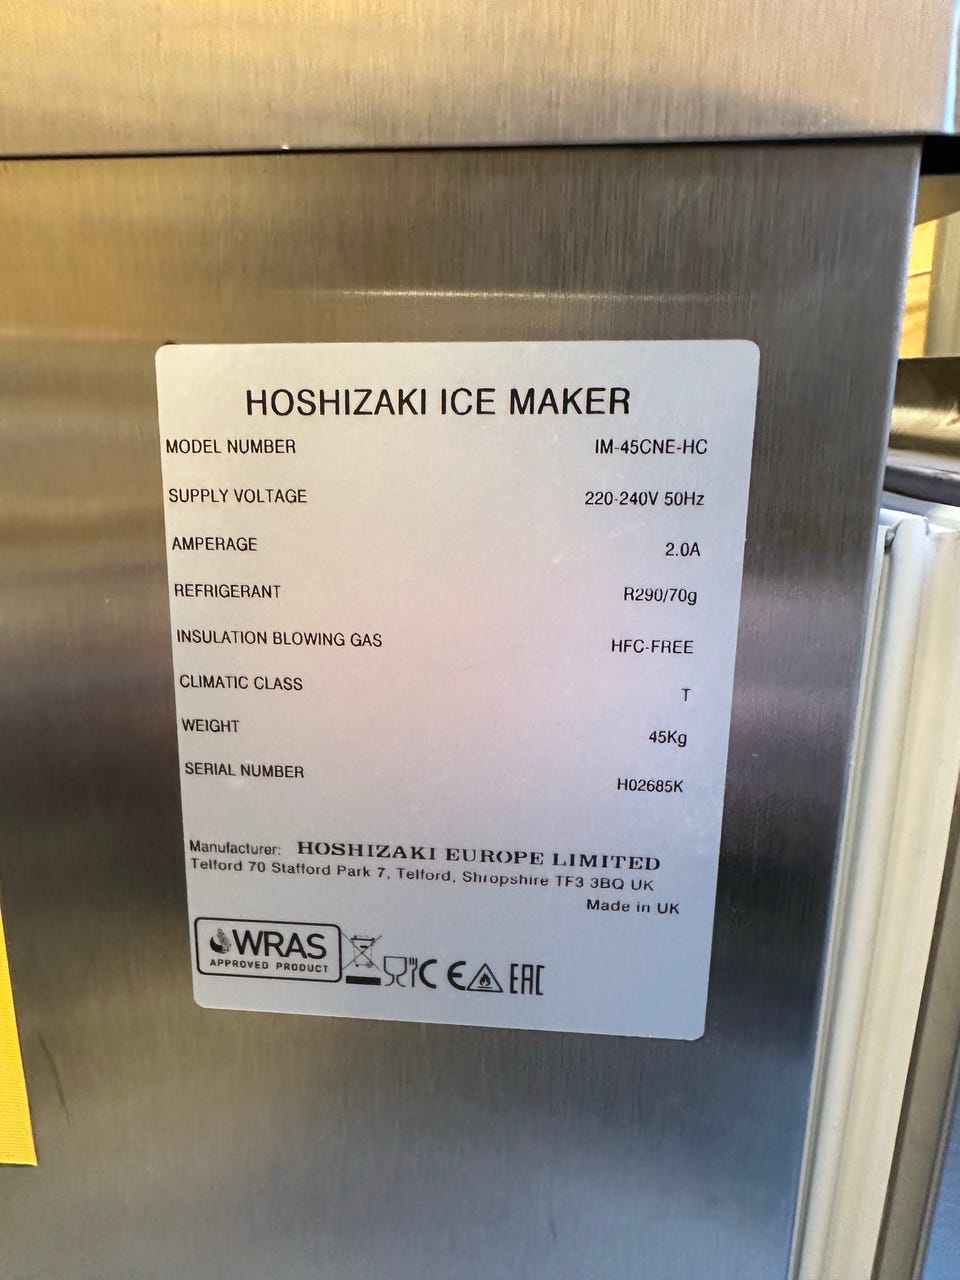 HOSHIZAKI ICE MAKER
MODEL NUMBER IM-45CNE-HC
SUPPLY VOLTAGE 220-240V 50Hz
AMPERAGE 2.0A
REFRIGERANT R290/70g
INSULATION BLOWING GAS HFC-FREE
CLIMATIC CLASS T
WEIGHT 45Kg
SERIAL NUMBER H02685K
Manufacturer: HOSHIZAKI EUROPE LIMITED
Telford 70 Stafford Park 7, Telford, Shropshire TF3 3BQ UK
Made in UK
WRAS CE EAC
APPROVED PRODUCT